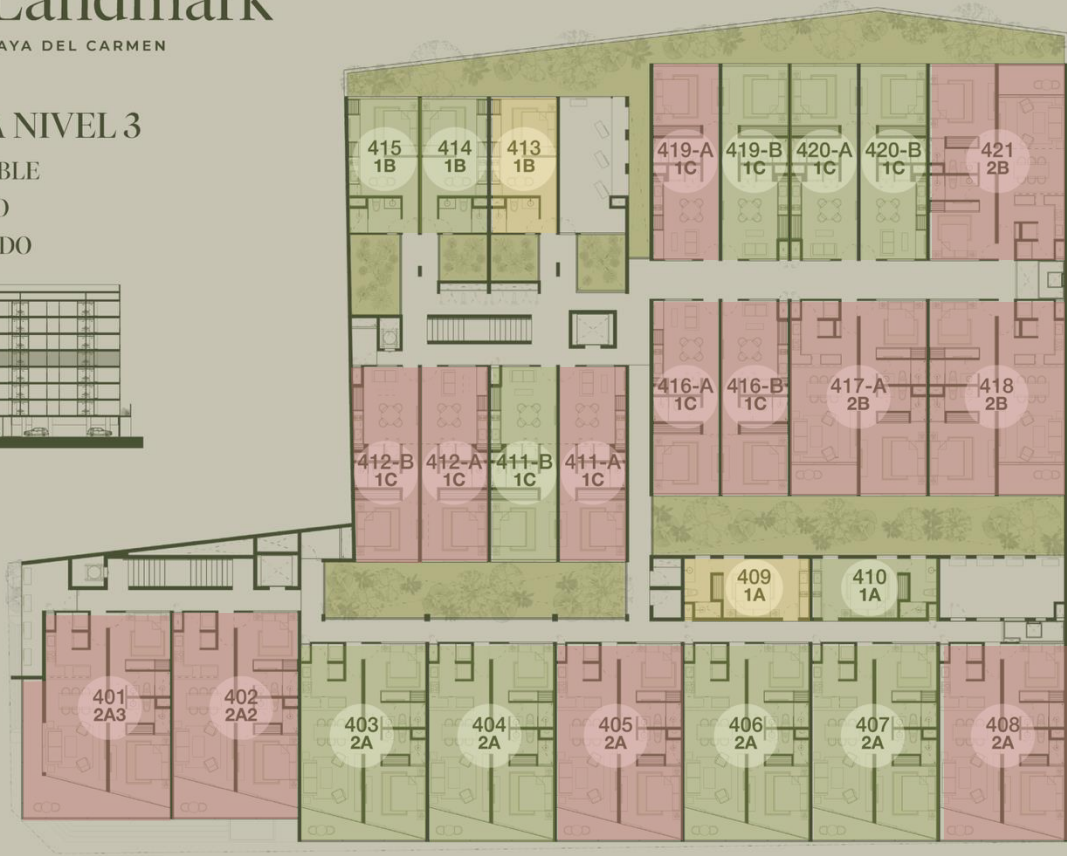 Landmark
AYA DEL CARMEN
A NIVEL 3
BLE
O
DO
415
1B
414
1B
413
1B
419-A
1C
419-B
1C
420-A
1C
420-B
1C
421
2B
416-A
1C
416-B
1C
417-A
2B
418
2B
412-B
1C
412-A
1C
411-B
1C
411-A
1C
409
1A
410
1A
401
2A3
402
2A2
403
2A
404
2A
405
2A
406
2A
407
2A
408
2A